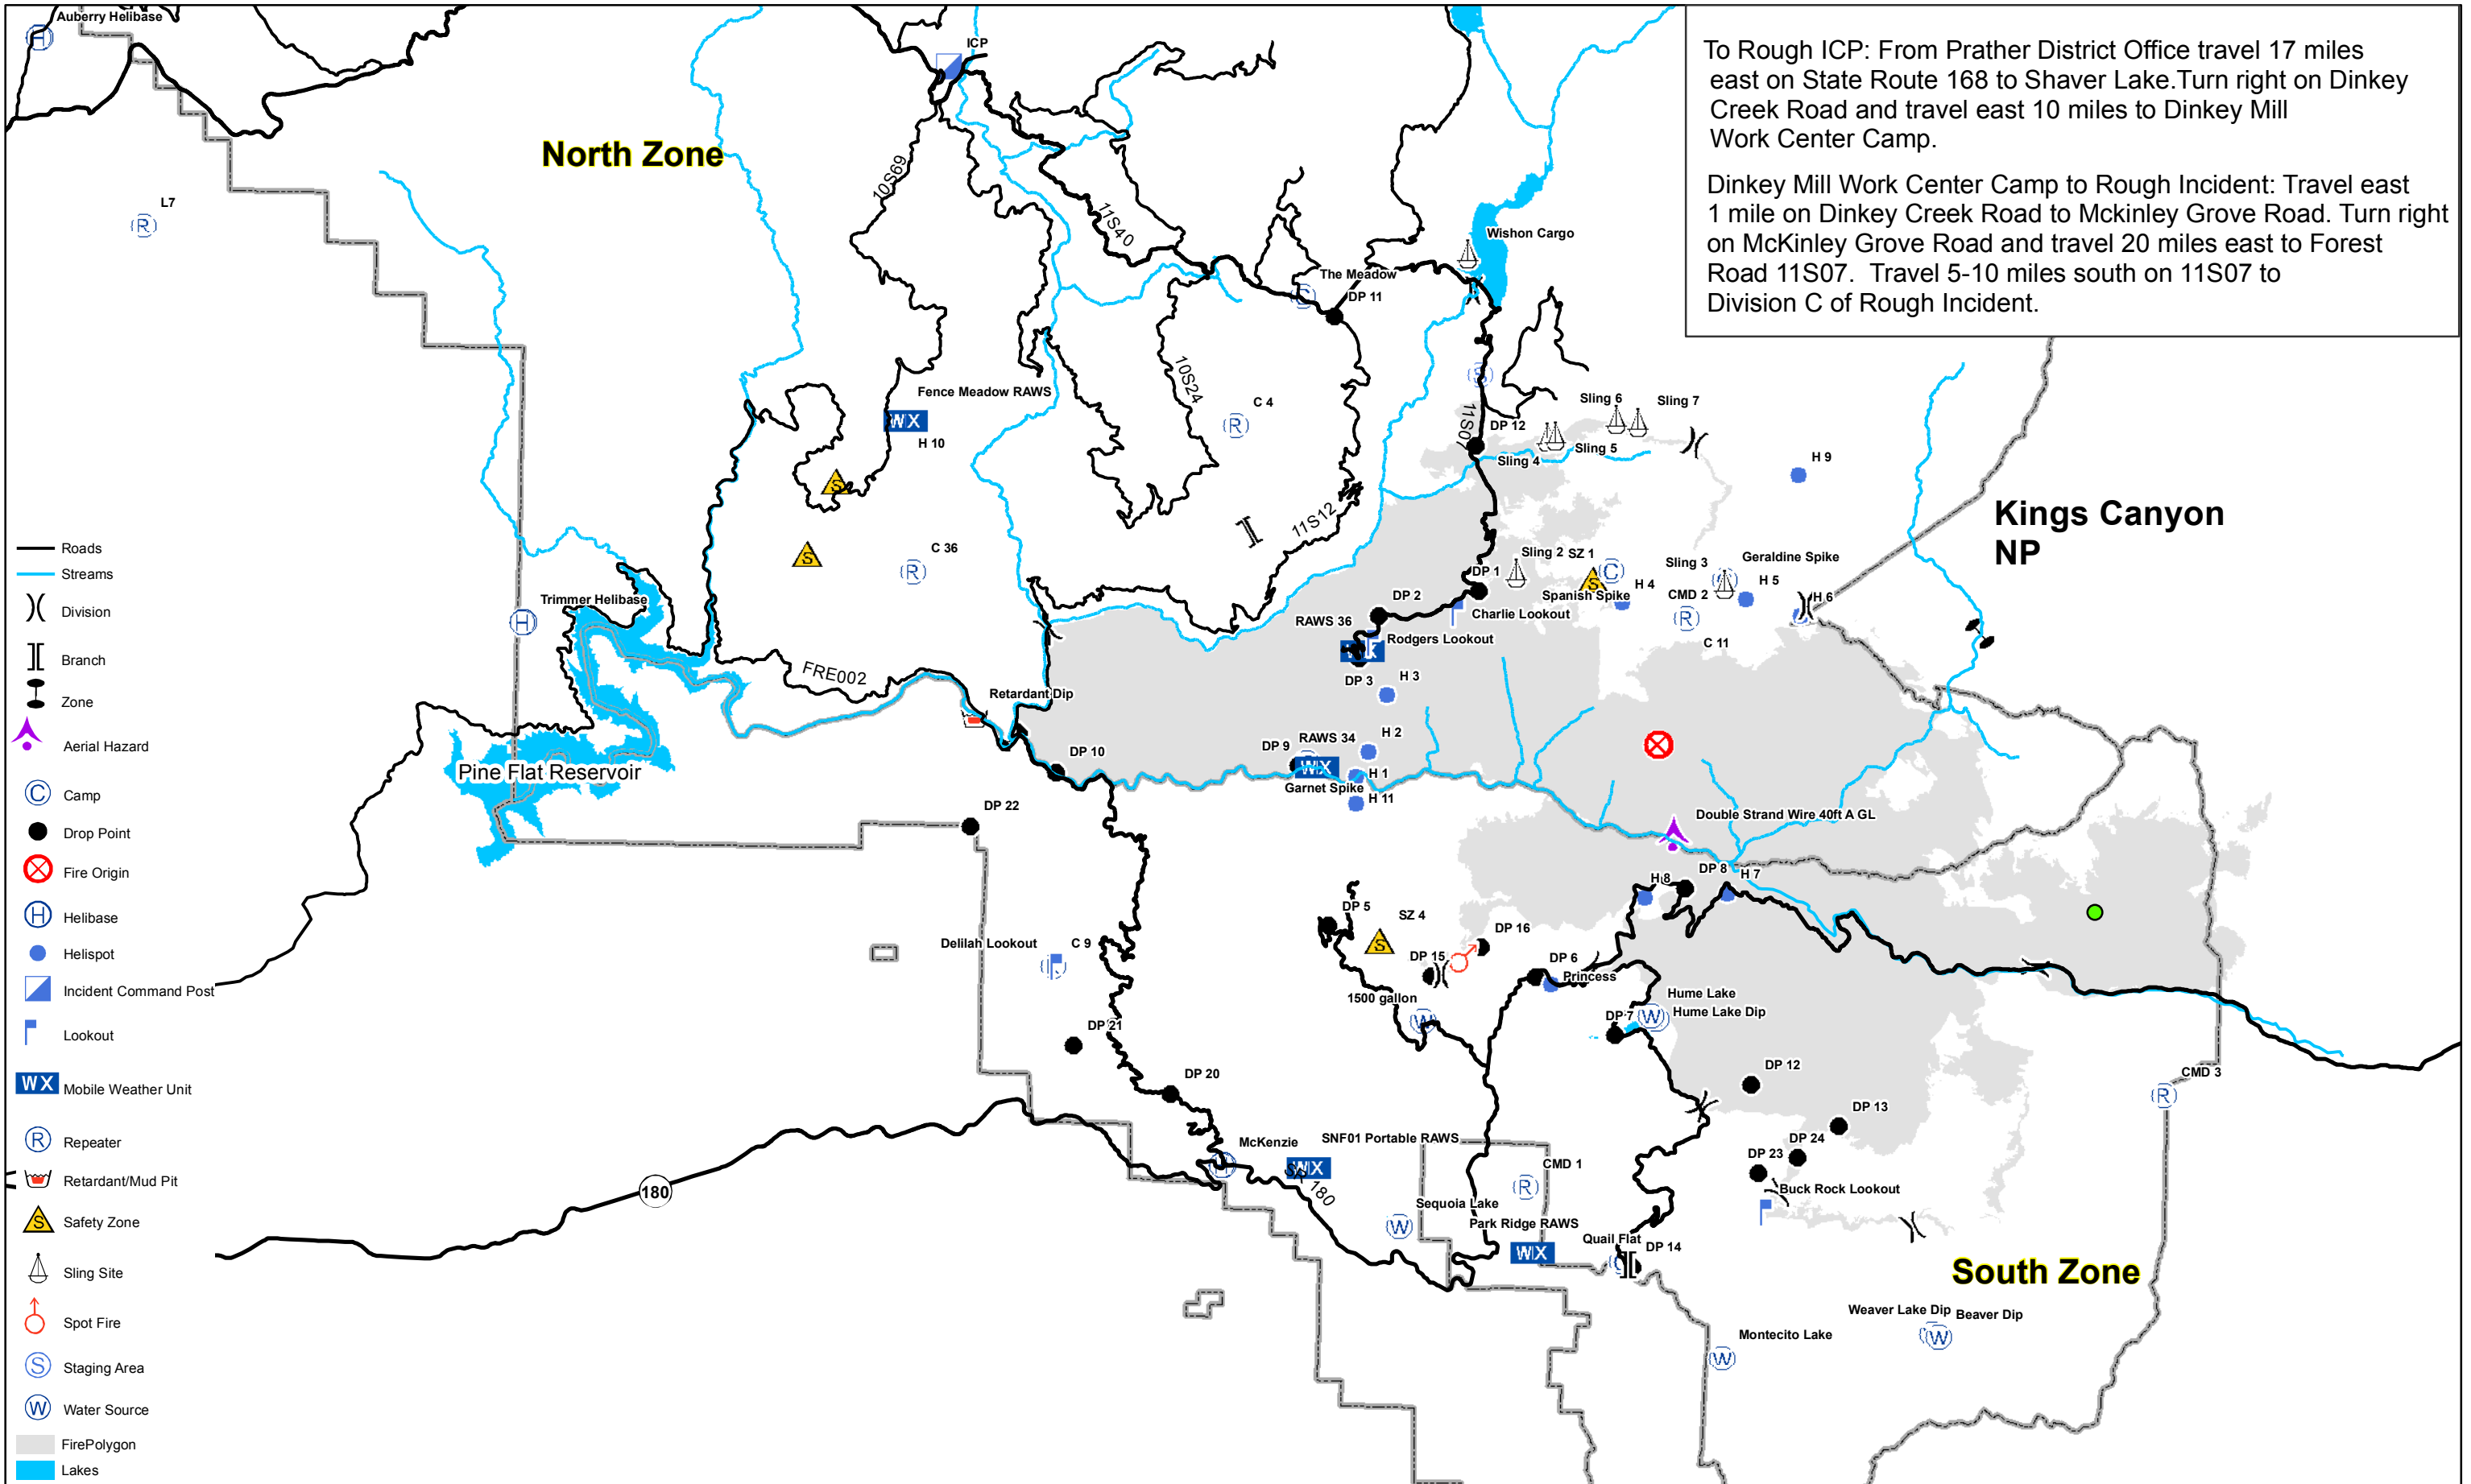 Auberry Helibase
ICP
To Rough ICP: From Prather District Office travel 17 miles
east on State Route 168 to Shaver Lake.Turn right on Dinkey
Creek Road and travel east 10 miles to Dinkey Mill
Work Center Camp.
Dinkey Mill Work Center Camp to Rough Incident: Travel east
1 mile on Dinkey Creek Road to Mckinley Grove Road. Turn right
on McKinley Grove Road and travel 20 miles east to Forest
Road 11S07.  Travel 5-10 miles south on 11S07 to
Division C of Rough Incident.
North Zone
10S69
L7
11S40
Wishon Cargo
The Meadow
DP 11
10S24
Fence Meadow RAWS
WX
H 10
C 4
11S07
Sling 6
Sling 7
DP 12
Sling 4
Sling 5
H 9
11S12
Kings Canyon
NP
C 36
Sling 2
SZ 1
Sling 3
Geraldine Spike
DP 1
H 4
H 5
Spanish Spike
CMD 2
H 6
DP 2
Charlie Lookout
RAWS 36
Rodgers Lookout
C 11
Trimmer Helibase
FRE002
DP 3
H 3
Retardant Dip
DP 10
DP 9
RAWS 34
H 2
WX
H 1
Garnet Spike
H 11
Pine Flat Reservoir
DP 22
Double Strand Wire 40ft A GL
DP 8
H 7
H 8
DP 5
SZ 4
DP 16
Delilah Lookout
C 9
DP 15
DP 6
Princess
1500 gallon
Hume Lake
Hume Lake Dip
DP 7
DP 21
DP 20
DP 12
CMD 3
DP 13
DP 24
DP 23
McKenzie
SNF01 Portable RAWS
WX
SR 180
CMD 1
Buck Rock Lookout
180
Sequoia Lake
Park Ridge RAWS
WX
Quail Flat
DP 14
South Zone
Weaver Lake Dip
Beaver Dip
Montecito Lake
Roads
Streams
Division
Branch
Zone
Aerial Hazard
C Camp
Drop Point
Fire Origin
H Helibase
Helispot
Incident Command Post
Lookout
WX Mobile Weather Unit
R Repeater
Retardant/Mud Pit
S Safety Zone
Sling Site
Spot Fire
S Staging Area
W Water Source
FirePolygon
Lakes